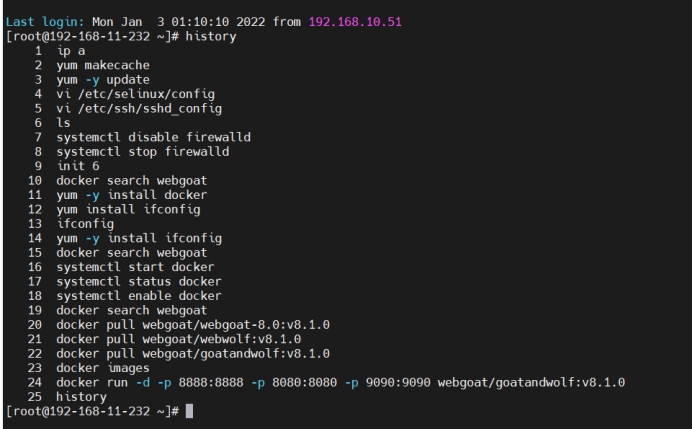 Last login: Mon Jan  3 01:10:10 2022 from 192.168.10.51
[root@192-168-11-232 ~]# history
    1  ip a
    2  yum makecache
    3  yum -y update
    4  vi /etc/selinux/config
    5  vi /etc/ssh/sshd_config
    6  ls
    7  systemctl disable firewalld
    8  systemctl stop firewalld
    9  init 6
   10  docker search webgoat
   11  yum -y install docker
   12  yum install ifconfig
   13  ifconfig
   14  yum -y install ifconfig
   15  docker search webgoat
   16  systemctl start docker
   17  systemctl status docker
   18  systemctl enable docker
   19  docker search webgoat
   20  docker pull webgoat/webgoat-8.0:v8.1.0
   21  docker pull webgoat/webwolf:v8.1.0
   22  docker pull webgoat/goatandwolf:v8.1.0
   23  docker images
   24  docker run -d -p 8888:8888 -p 8080:8080 -p 9090:9090 webgoat/goatandwolf:v8.1.0
   25  history
[root@192-168-11-232 ~]#